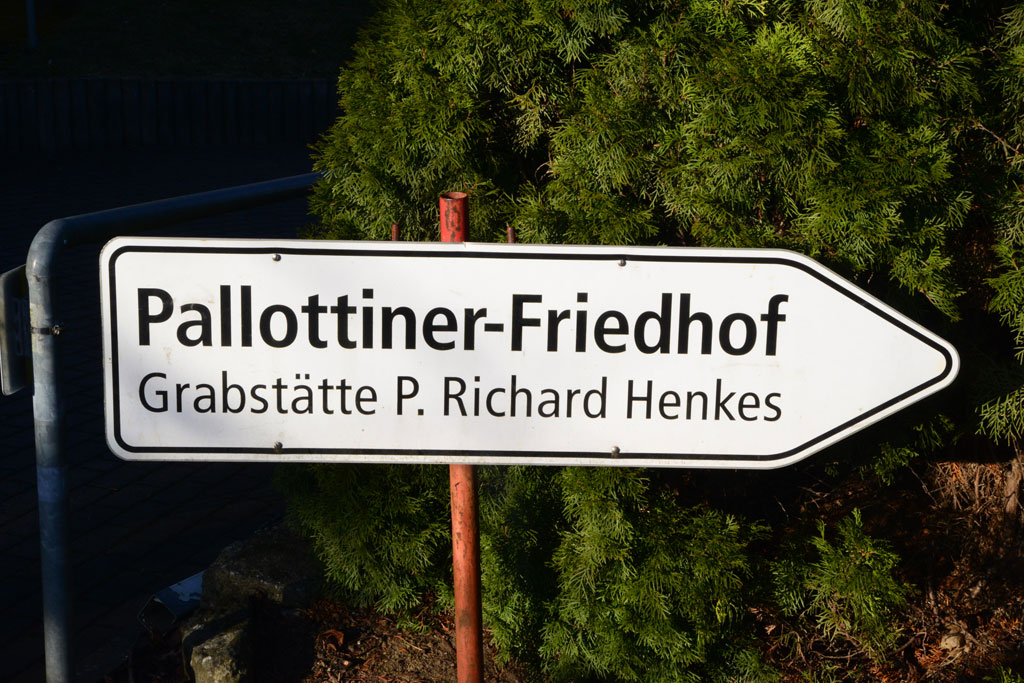 Pallottiner-Friedhof
Grabstätte P. Richard Henkes